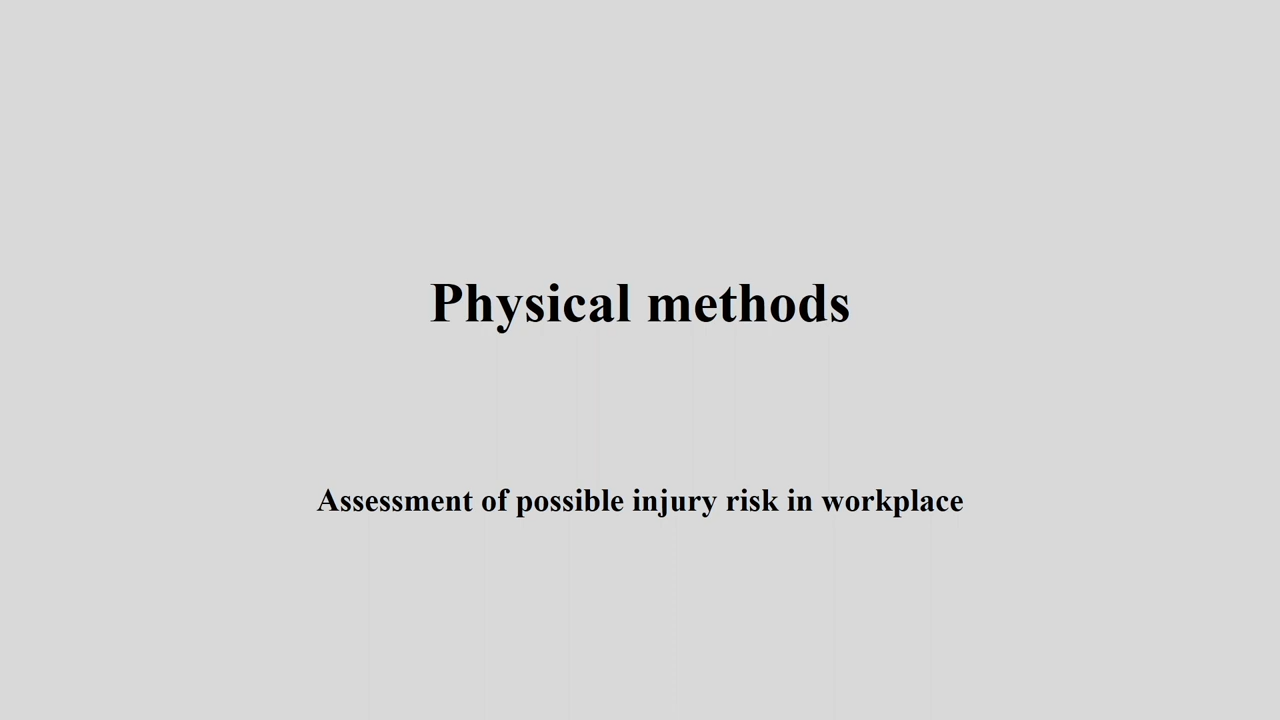 Physical methods
Assessment of possible injury risk in workplace